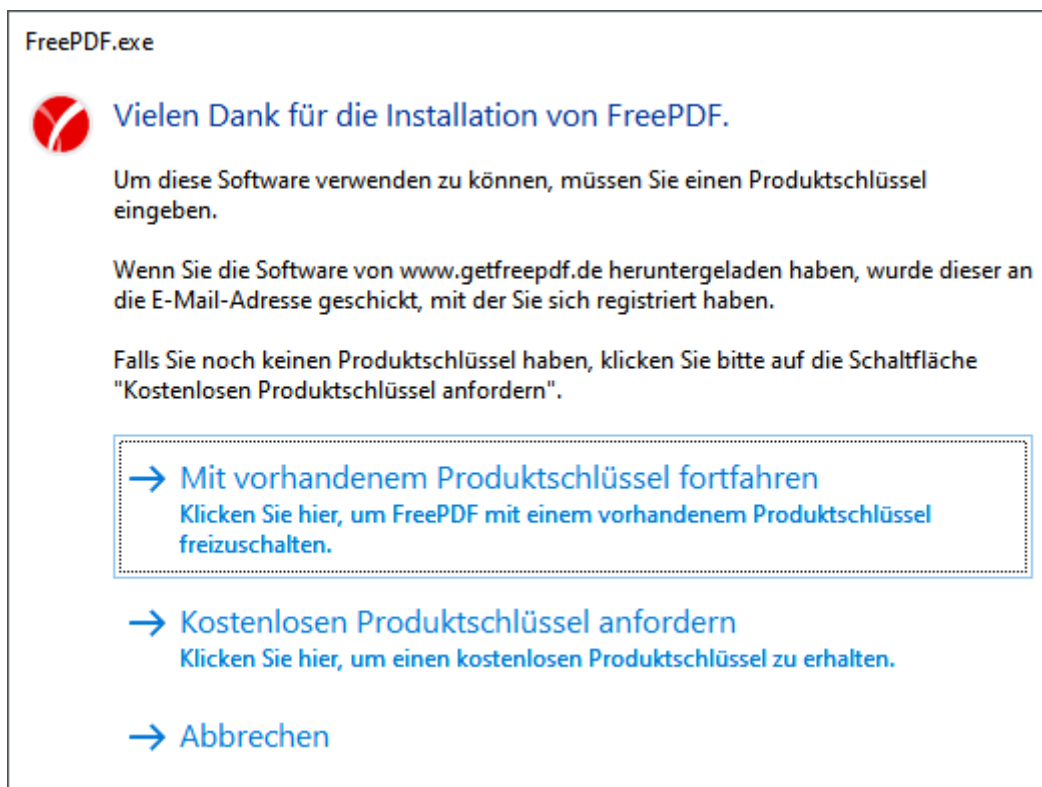 FreePDF.exe
Vielen Dank für die Installation von FreePDF.
Um diese Software verwenden zu können, müssen Sie einen Produktschlüssel
eingeben.
Wenn Sie die Software von www.getfreepdf.de heruntergeladen haben, wurde dieser an
die E-Mail-Adresse geschickt, mit der Sie sich registriert haben.
Falls Sie noch keinen Produktschlüssel haben, klicken Sie bitte auf die Schaltfläche
"Kostenlosen Produktschlüssel anfordern".
Mit vorhandenem Produktschlüssel fortfahren
Klicken Sie hier, um FreePDF mit einem vorhandenem Produktschlüssel
freizuschalten.
Kostenlosen Produktschlüssel anfordern
Klicken Sie hier, um einen kostenlosen Produktschlüssel zu erhalten.
Abbrechen